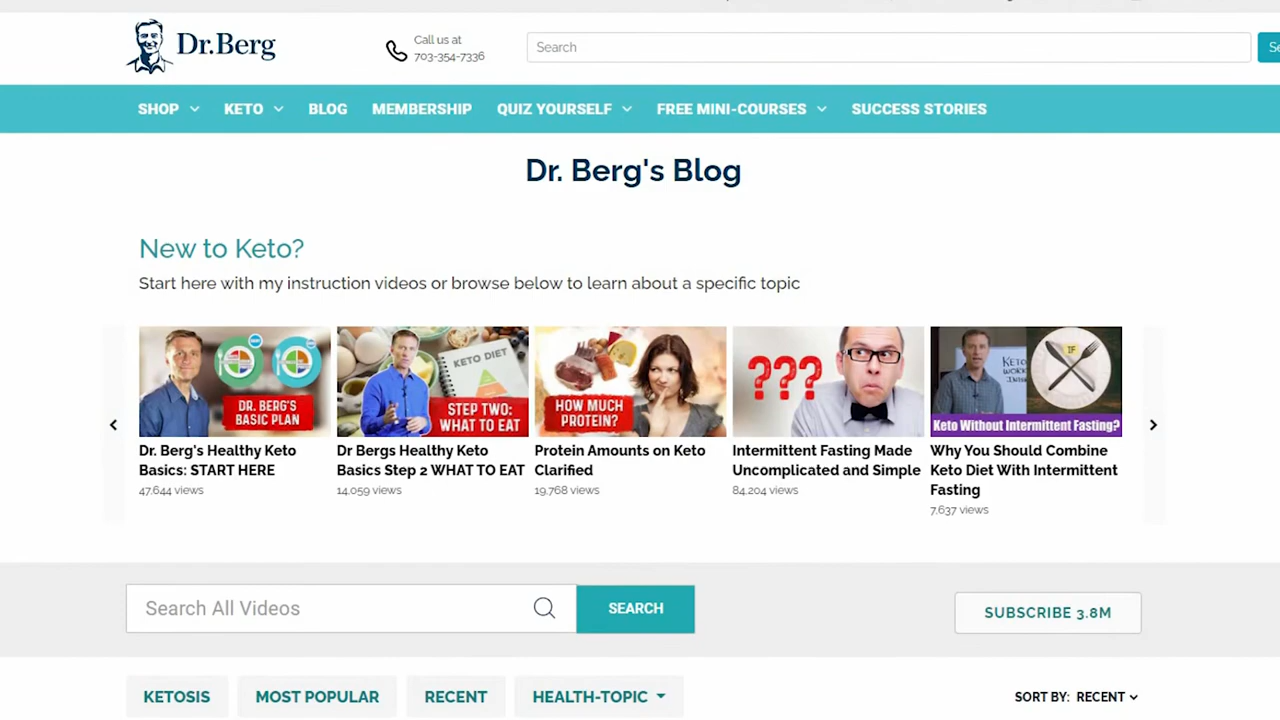 Dr.Berg
Call us at
703-354-7336
Search
Se
SHOP
KETO
BLOG
MEMBERSHIP
QUIZ YOURSELF
FREE MINI-COURSES
SUCCESS STORIES
Dr. Berg's Blog
New to Keto?
Start here with my instruction videos or browse below to learn about a specific topic
DR. BERG'S
BASIC PLAN
KETO DIET
STEP TWO:
WHAT TO EAT
HOW MUCH
PROTEIN?
???
KETO
IF
Keto Without Intermittent Fasting?
Dr. Berg's Healthy Keto
Basics: START HERE
47,644 views
Dr Bergs Healthy Keto
Basics Step 2 WHAT TO EAT
14,059 views
Protein Amounts on Keto
Clarified
19,768 views
Intermittent Fasting Made
Uncomplicated and Simple
84,204 views
Why You Should Combine
Keto Diet With Intermittent
Fasting
7,637 views
Search All Videos
SEARCH
SUBSCRIBE 3.8M
KETOSIS
MOST POPULAR
RECENT
HEALTH-TOPIC
SORT BY: RECENT